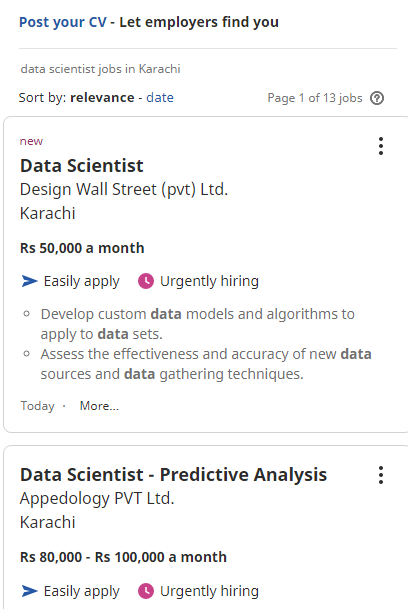 Post your CV - Let employers find you
data scientist jobs in Karachi
Sort by: relevance - date
Page 1 of 13 jobs ?
new
Data Scientist
Design Wall Street (pvt) Ltd.
Karachi
Rs 50,000 a month
Easily apply
Urgently hiring
Develop custom data models and algorithms to
apply to data sets.
Assess the effectiveness and accuracy of new data
sources and data gathering techniques.
Today · More...
Data Scientist - Predictive Analysis
Appedology PVT Ltd.
Karachi
Rs 80,000 - Rs 100,000 a month
Easily apply
Urgently hiring